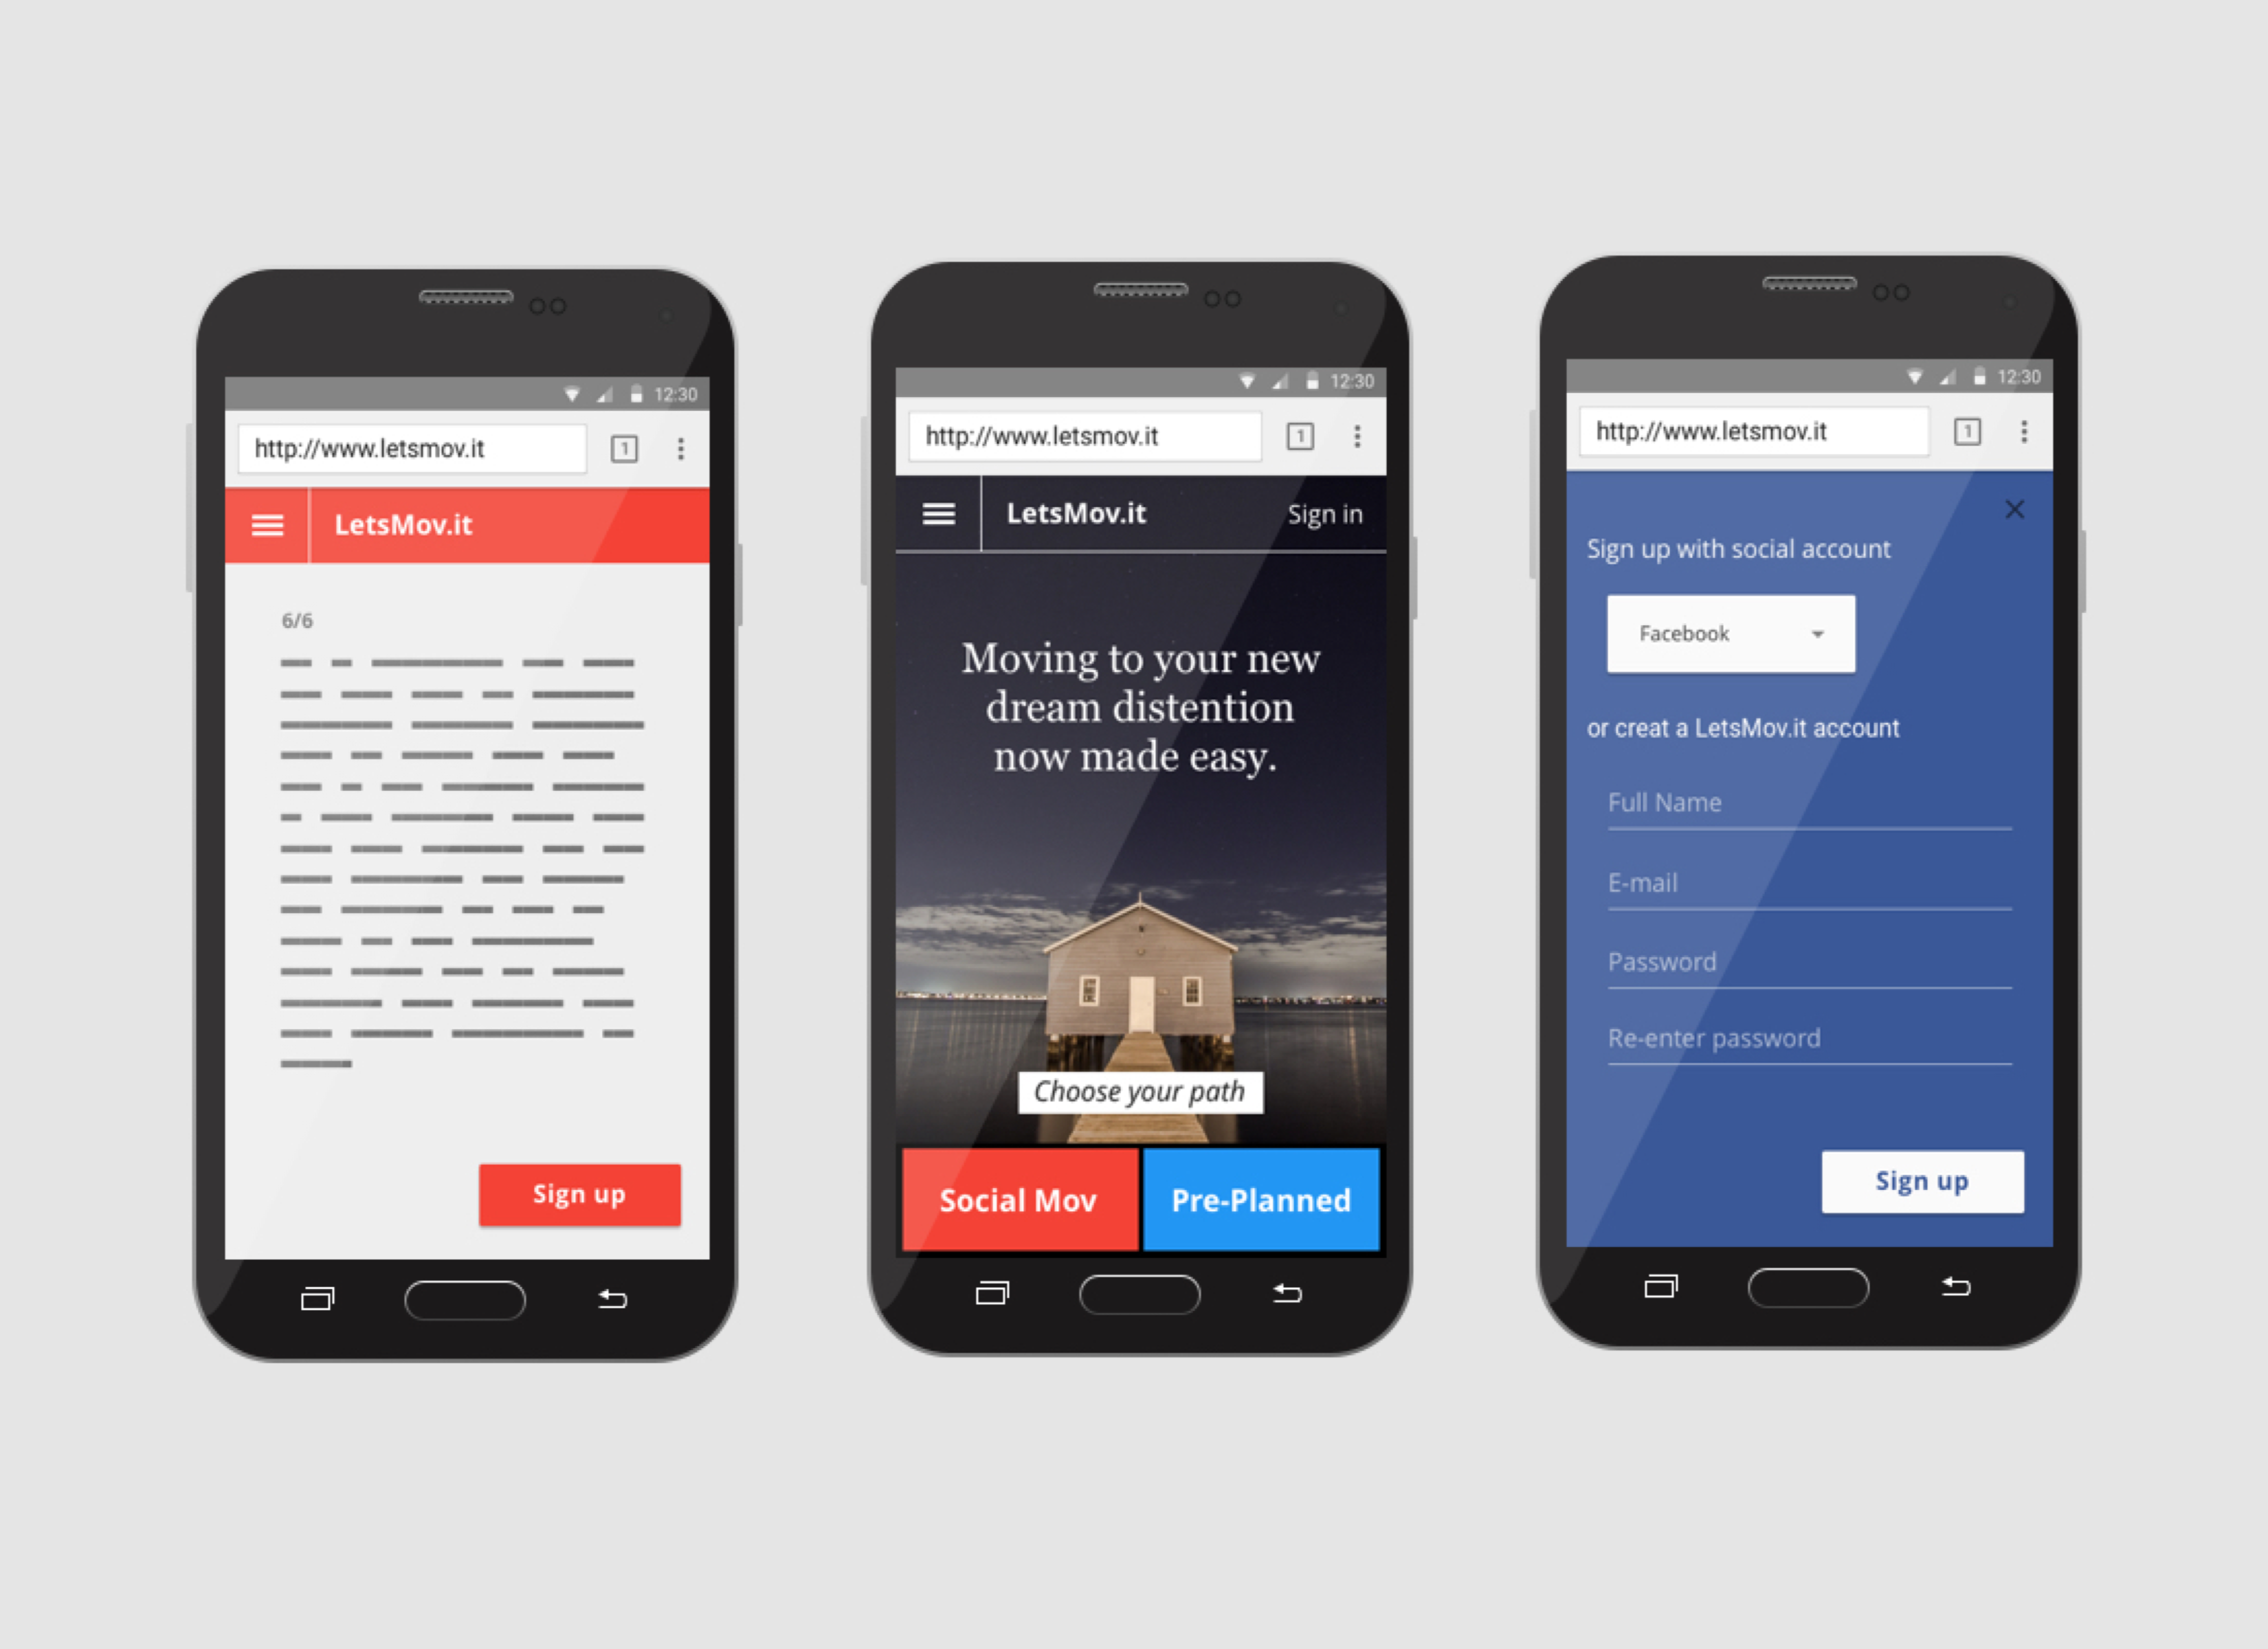 12:30
http://www.letsmov.it
1
LetsMov.it
6/6
Sign up
12:30
http://www.letsmov.it
1
LetsMov.it
Sign in
Moving to your new
dream distention
now made easy.
Choose your path
Social Mov
Pre-Planned
12:30
http://www.letsmov.it
1
Sign up with social account
Facebook
or creat a LetsMov.it account
Full Name
E-mail
Password
Re-enter password
Sign up